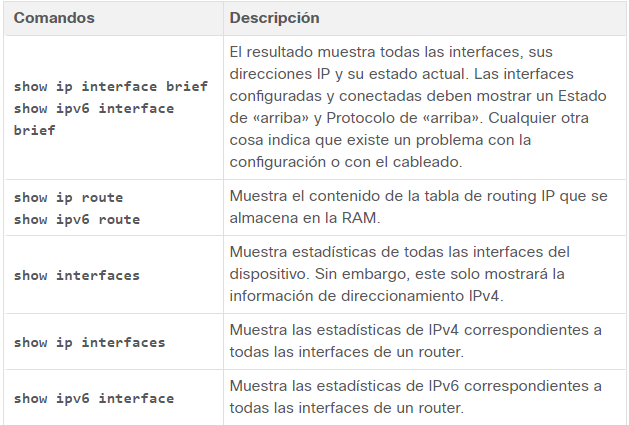 Comandos Descripción
show ip interface brief
show ipv6 interface
brief
El resultado muestra todas las interfaces, sus
direcciones IP y su estado actual. Las interfaces
configuradas y conectadas deben mostrar un Estado
de «arriba» y Protocolo de «arriba». Cualquier otra
cosa indica que existe un problema con la
configuración o con el cableado.
show ip route
show ipv6 route
Muestra el contenido de la tabla de routing IP que se
almacena en la RAM.
show interfaces
Muestra estadísticas de todas las interfaces del
dispositivo. Sin embargo, este solo mostrará la
información de direccionamiento IPv4.
show ip interfaces
Muestra las estadísticas de IPv4 correspondientes a
todas las interfaces de un router.
show ipv6 interface
Muestra las estadísticas de IPv6 correspondientes a
todas las interfaces de un router.